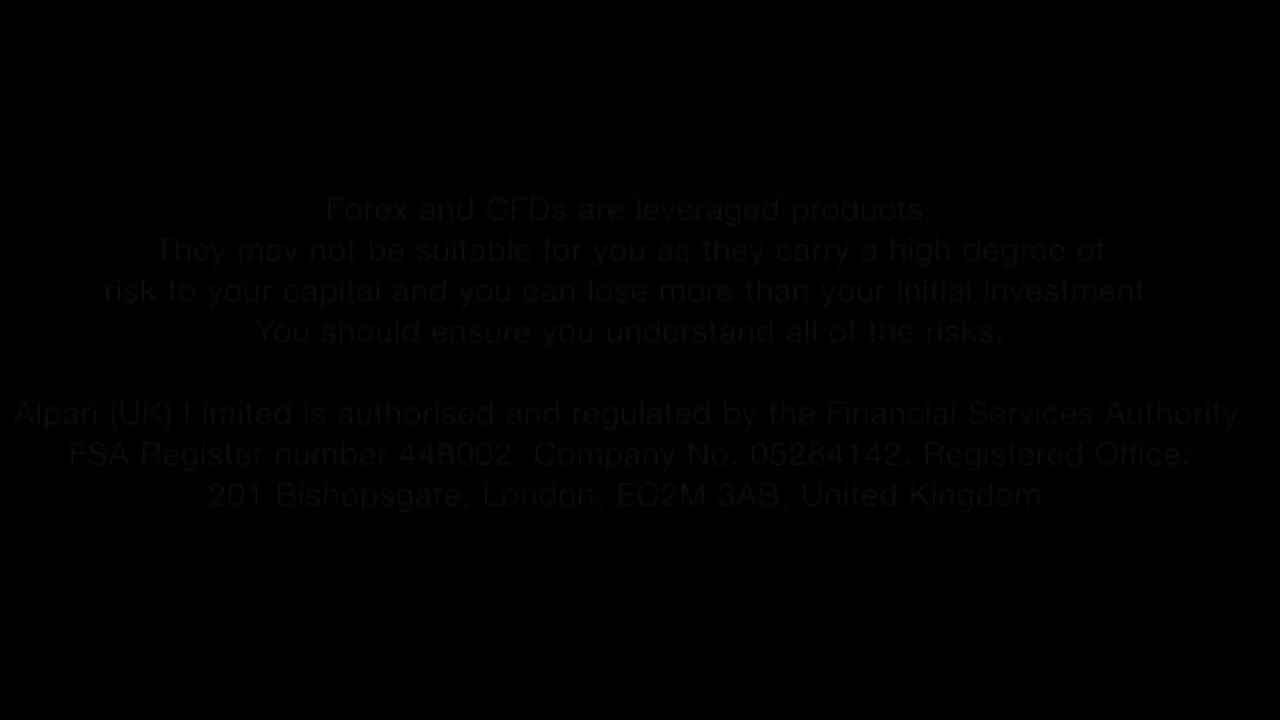 Forex and CFDs are leveraged products.
They may not be suitable for you as they carry a high degree of
risk to your capital and you can lose more than your initial investment.
You should ensure you understand all of the risks.
Alpari (UK) Limited is authorised and regulated by the Financial Services Authority.
FSA Register number 448002. Company No. 05284142. Registered Office:
201 Bishopsgate, London, EC2M 3AB, United Kingdom.